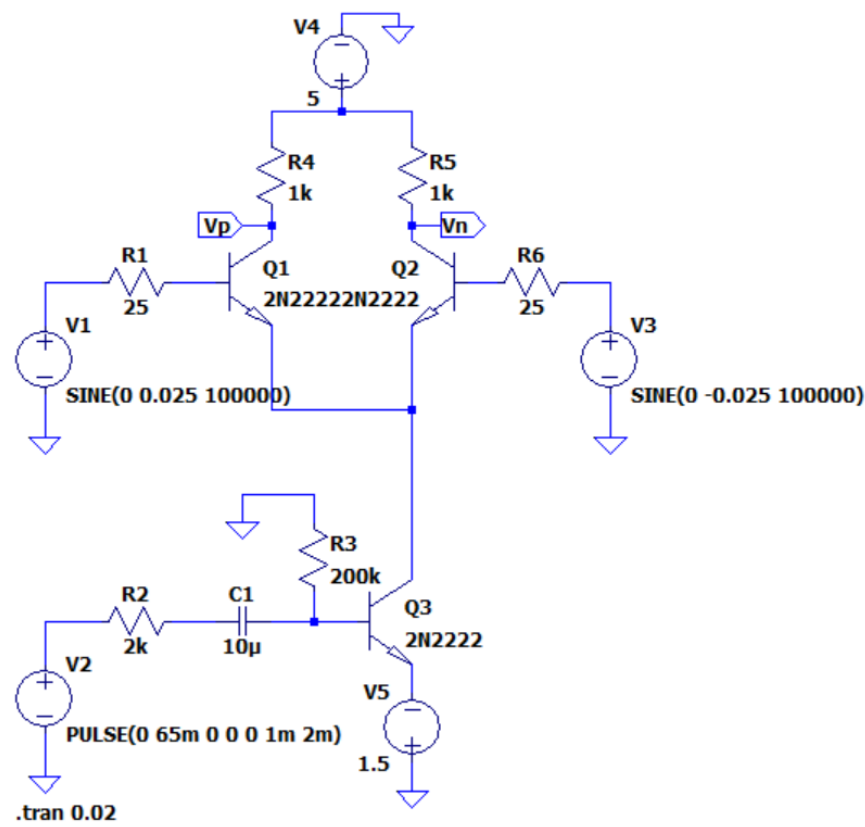 V4
5
R4
1k
R5
1k
Vp
Vn
R1
25
Q1
2N22222N2222
Q2
R6
25
V1
SINE(0 0.025 100000)
V3
SINE(0 -0.025 100000)
R3
200k
R2
2k
C1
10µ
Q3
2N2222
V2
PULSE(0 65m 0 0 0 1m 2m)
V5
1.5
.tran 0.02